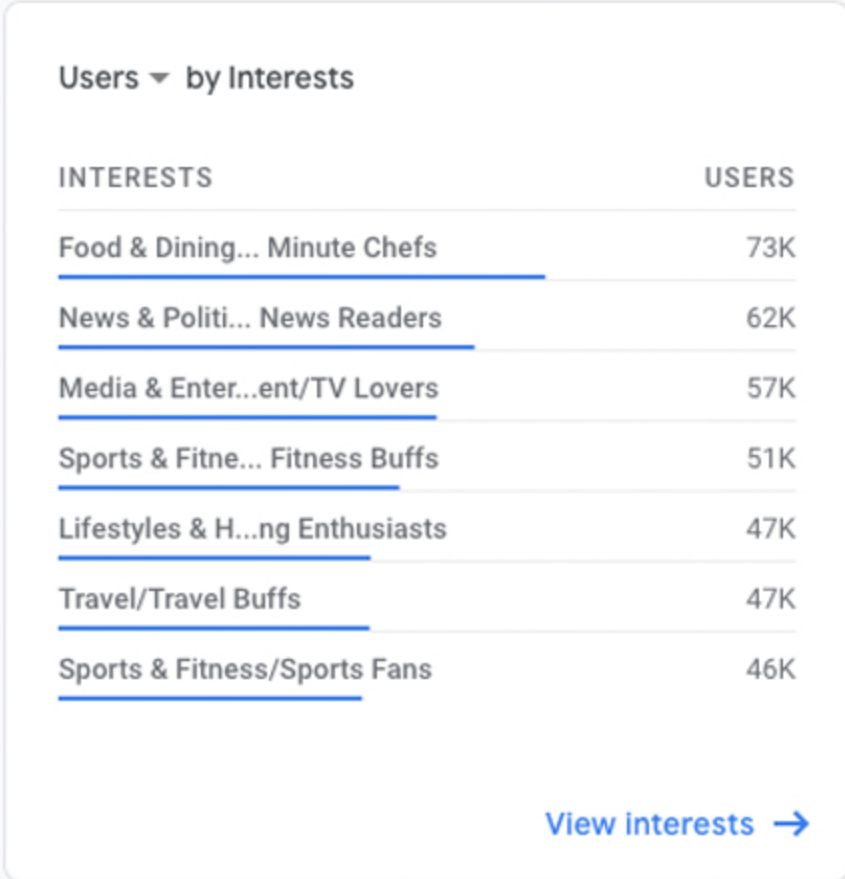 Users by Interests
INTERESTS USERS
Food & Dining... Minute Chefs 73K
News & Politi... News Readers 62K
Media & Enter...ent/TV Lovers 57K
Sports & Fitne... Fitness Buffs 51K
Lifestyles & H...ng Enthusiasts 47K
Travel/Travel Buffs 47K
Sports & Fitness/Sports Fans 46K
View interests